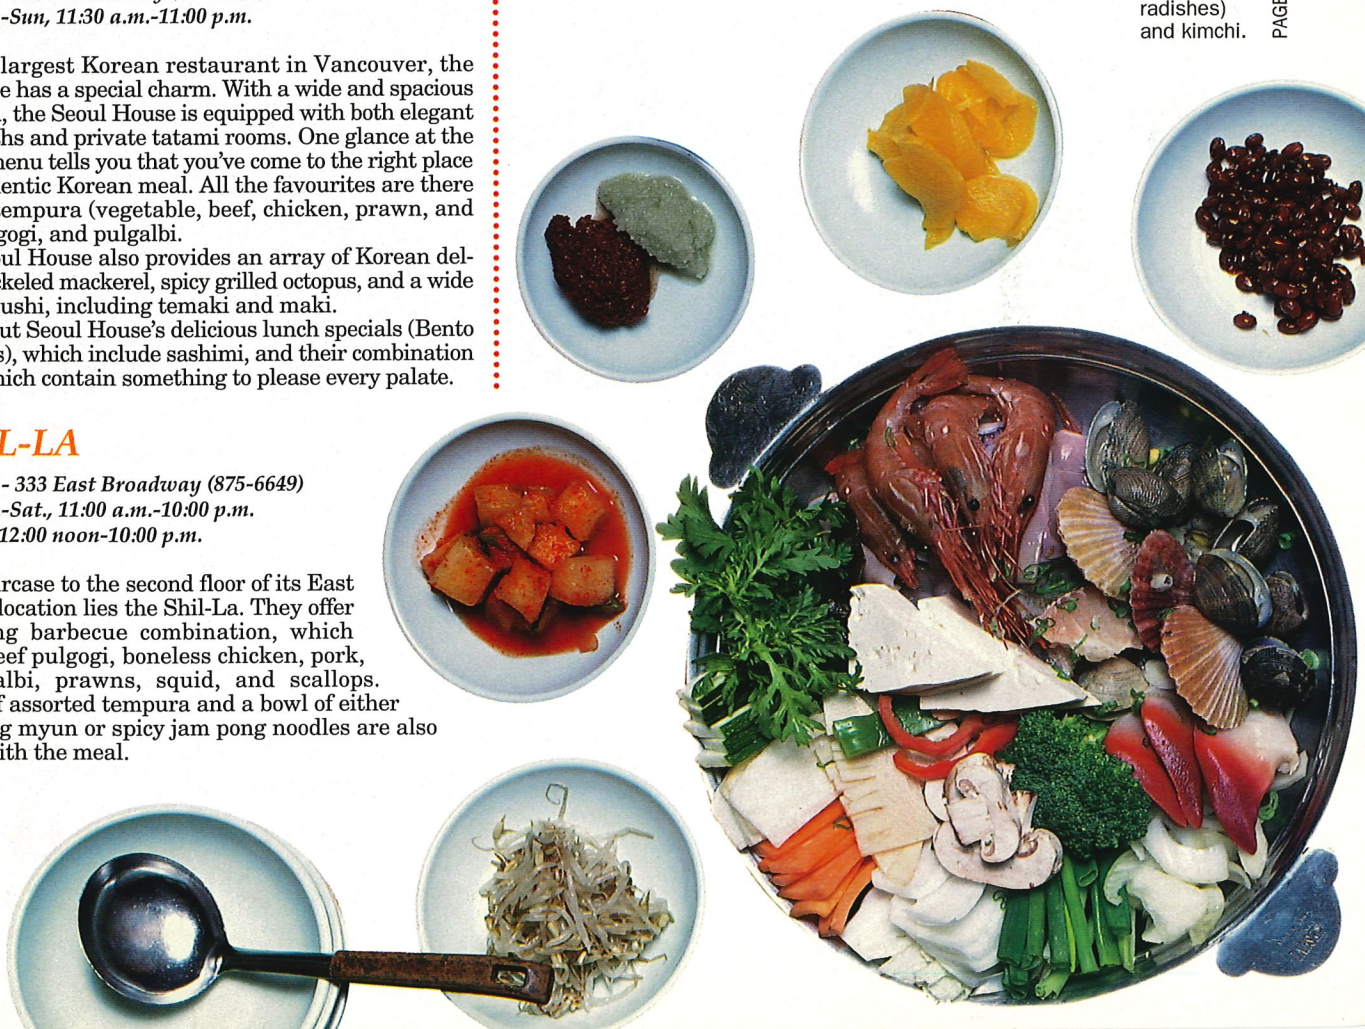 -Sun, 11:30 a.m.-11:00 p.m.
largest Korean restaurant in Vancouver, the
e has a special charm. With a wide and spacious
, the Seoul House is equipped with both elegant
ths and private tatami rooms. One glance at the
enu tells you that you've come to the right place
entic Korean meal. All the favourites are there
tempura (vegetable, beef, chicken, prawn, and
gogi, and pulgalbi.
ul House also provides an array of Korean del-
ckeled mackerel, spicy grilled octopus, and a wide
ushi, including temaki and maki.
ut Seoul House's delicious lunch specials (Bento
s), which include sashimi, and their combination
hich contain something to please every palate.
L-LA
- 333 East Broadway (875-6649)
-Sat., 11:00 a.m.-10:00 p.m.
12:00 noon-10:00 p.m.
ircase to the second floor of its East
location lies the Shil-La. They offer
ng barbecue combination, which
eef pulgogi, boneless chicken, pork,
albi, prawns, squid, and scallops.
f assorted tempura and a bowl of either
g myun or spicy jam pong noodles are also
ith the meal.
radishes)
and kimchi.
PAGE